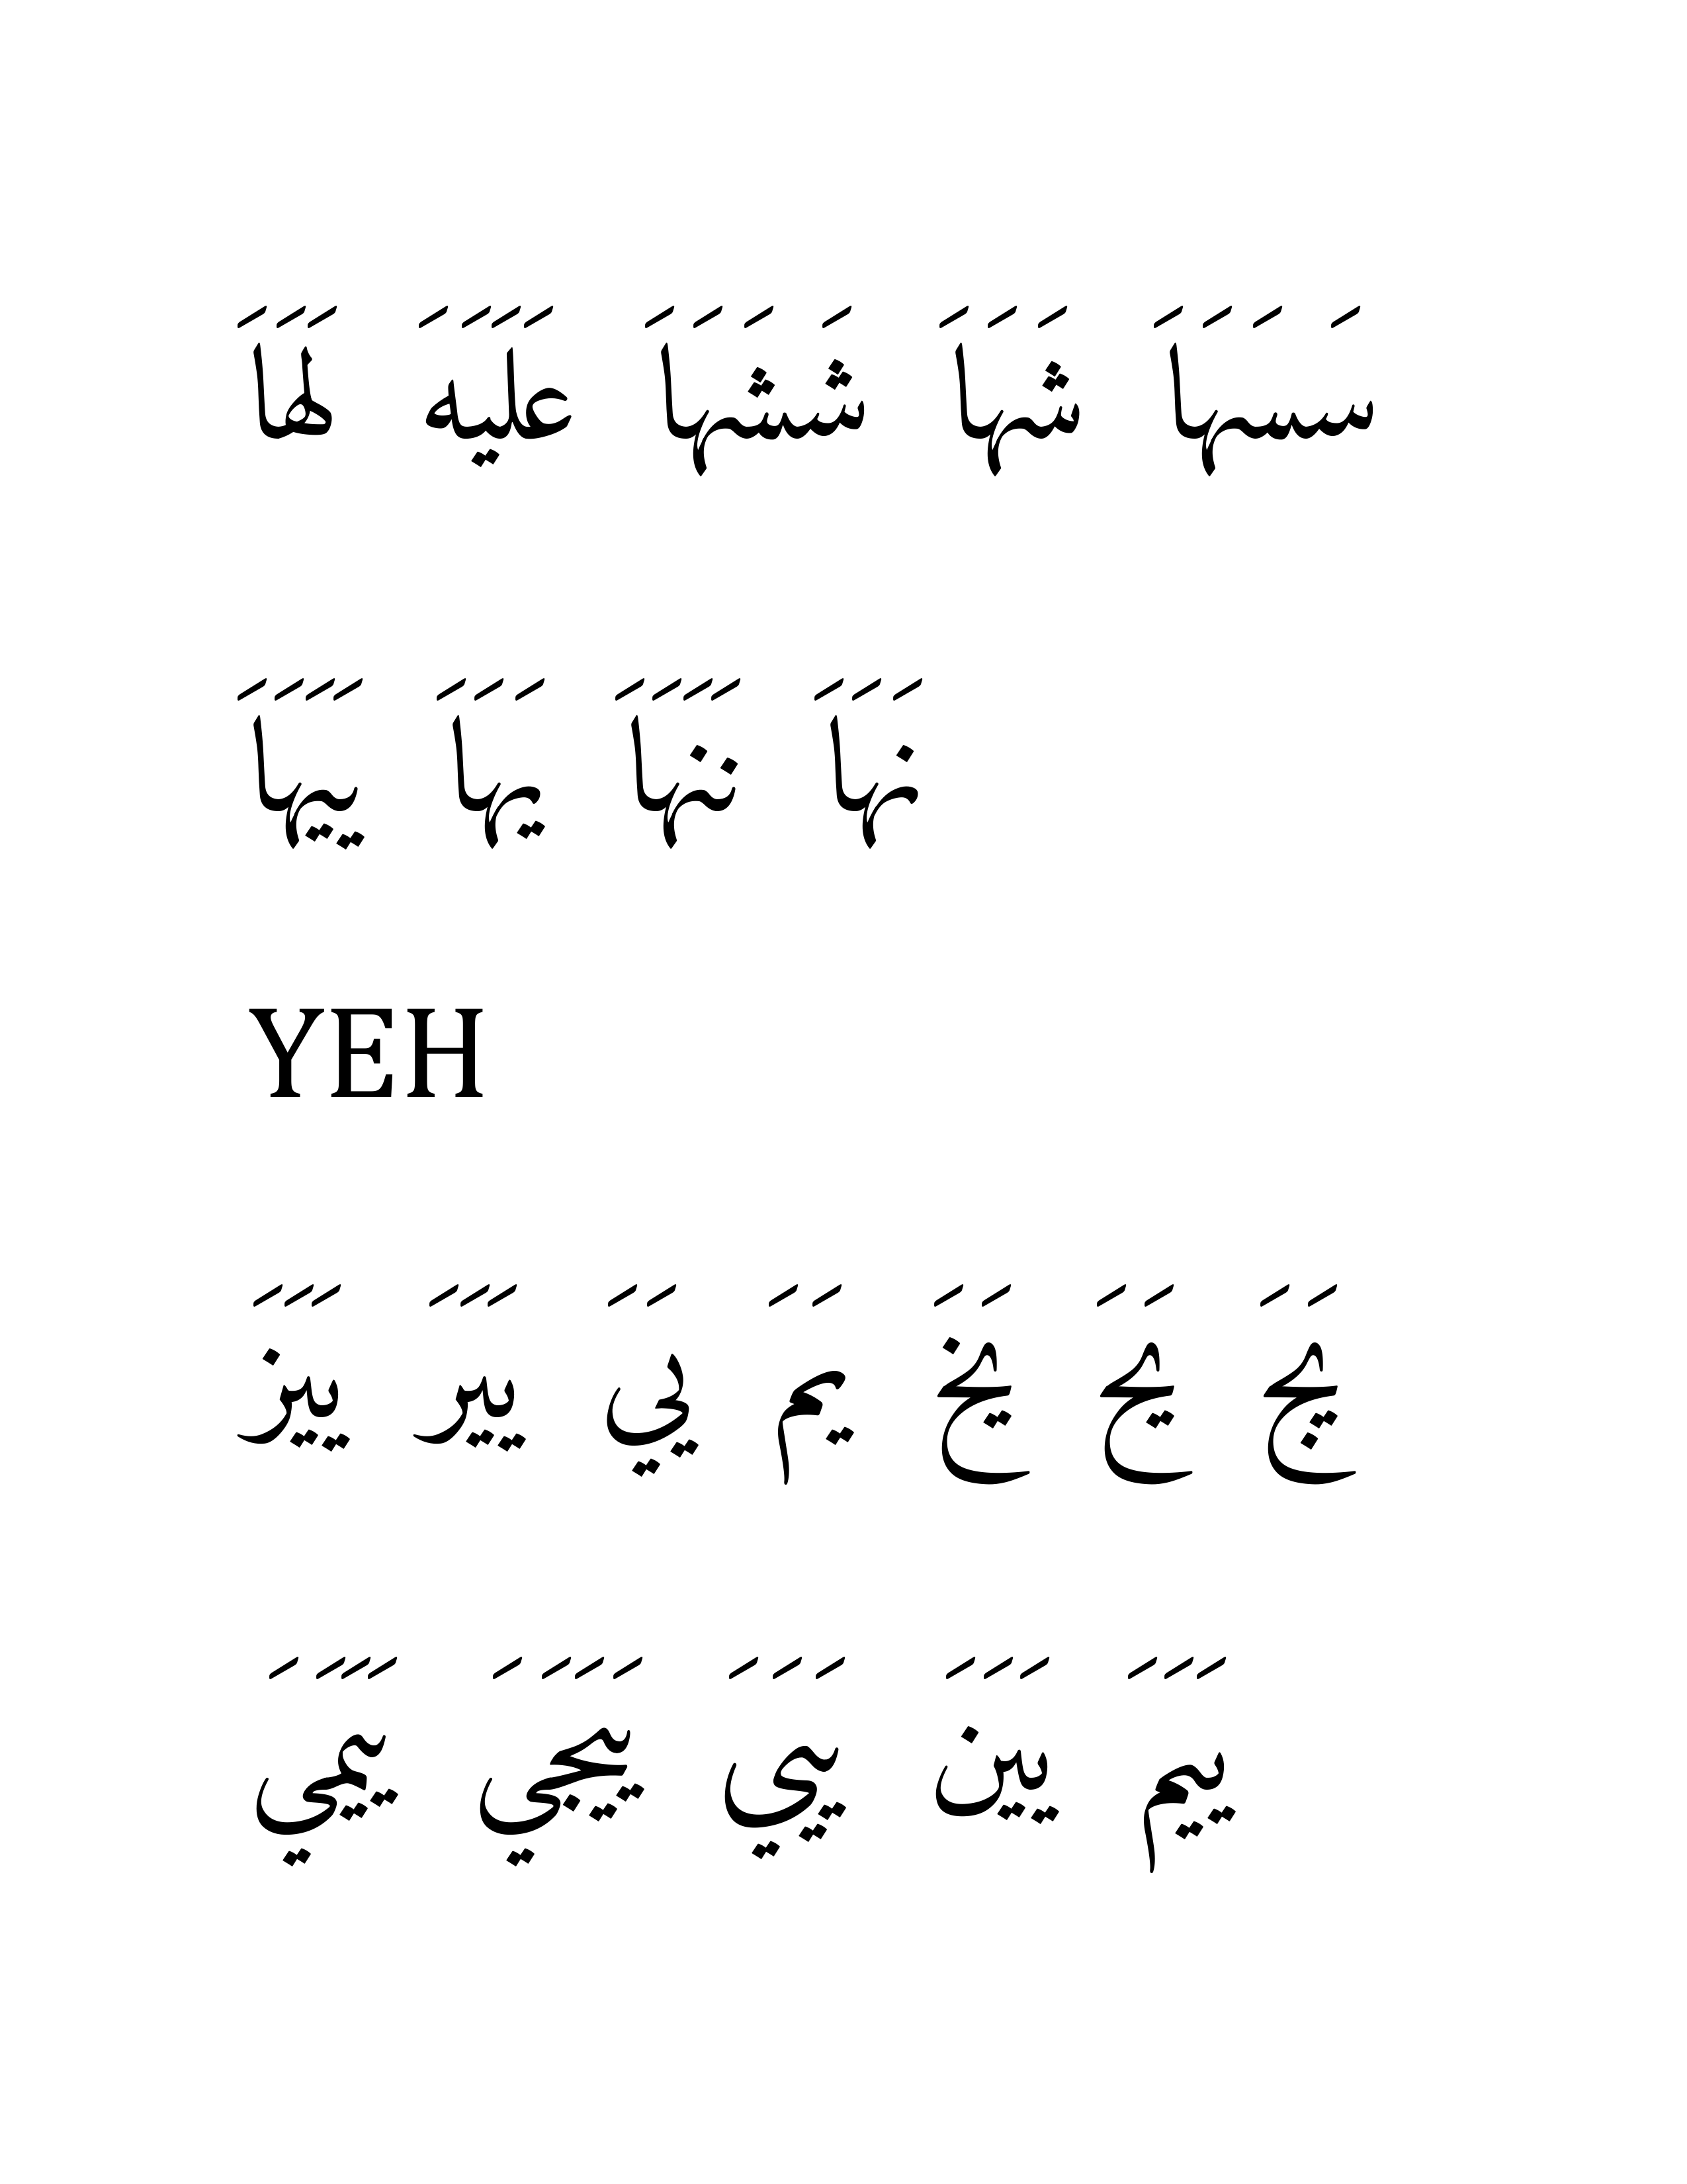 سَسَهَاَ شَهَاَ شَشَهَاَ عَلَيَهَ لَهَاَ
نَهَاَ نَنَهَاَ يَهَاَ يَيَهَاَ
YEH
يَجَ يَحَ يَخَ يَمَ يَيَ يَيَرَ يَيَزَ
يَيَمَ يَيَنَ يَيَيَ يَيَجَيَ يَيَمَيَ